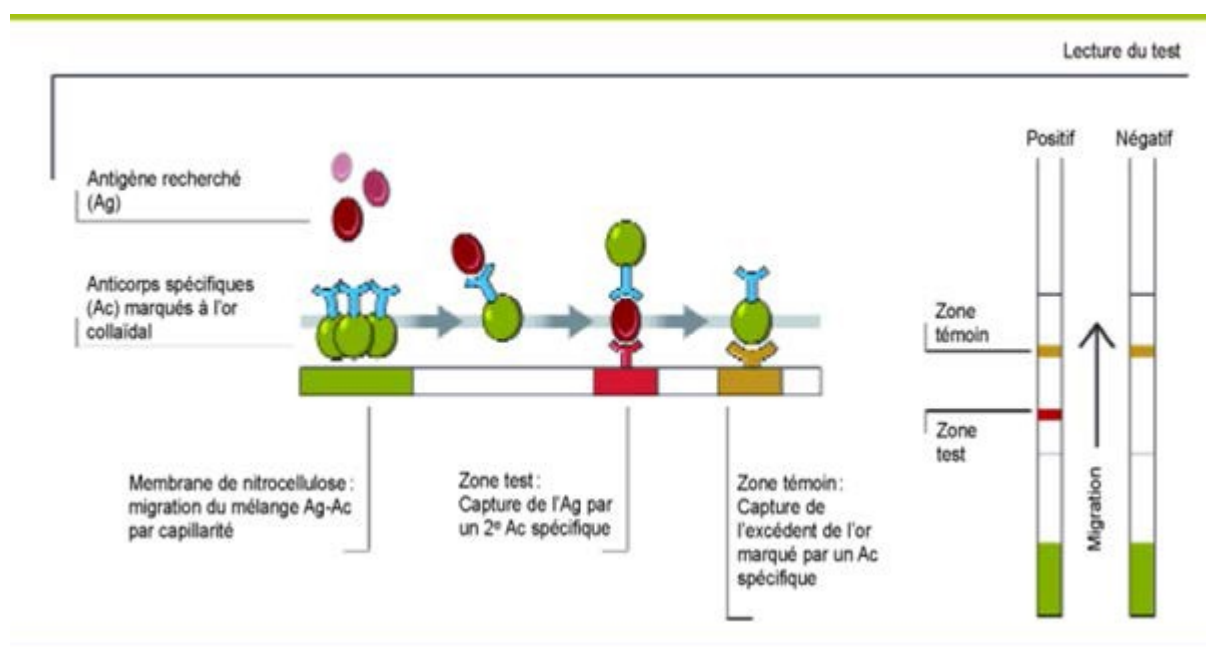 Lecture du test
Positif
Négatif
Antigène recherché
(Ag)
Anticorps spécifiques
(Ac) marqués à l'or
collaïdal
Zone
témoin
Zone
test
Migration
Membrane de nitrocellulose :
migration du mélange Ag-Ac
par capillarité
Zone test :
Capture de l'Ag par
un 2e Ac spécifique
Zone témoin :
Capture de
l'excédent de l'or
marqué par un Ac
spécifique